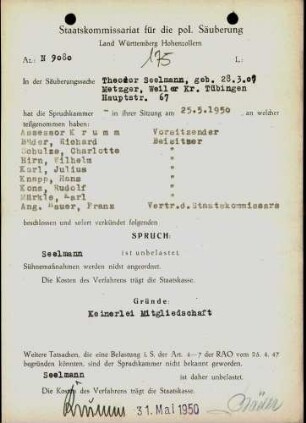 Staatskommissariat für die pol. Säuberung
Land Württemberg Hohenzollern
Az.: N 9080
175
L:
In der Säuberungssache Theodor Seelmann, geb. 28.3.07
Metzger, Weiler Kr. Tübingen
Hauptstr. 67
hat die Spruchkammer - in ihrer Sitzung am 25.5.1950, an welcher
teilgenommen haben:
Assessor Krumm Vorsitzender
Bader, Richard Beisitzer
Schulze, Charlotte "
Hirn, Wilhelm "
Karl, Julius "
Knapp, Hans "
Kons, Rudolf "
Märkle, Karl "
Ang. Mauer, Franz Vertr.d.Staatskommissars
beschlossen und sofort verkündet folgenden
SPRUCH:
Seelmann
ist unbelastet.
Sühnemaßnahmen werden nicht angeordnet.
Die Kosten des Verfahrens trägt die Staatskasse.
Gründe:
Keinerlei Mitgliedschaft
Weitere Tatsachen, die eine Belastung i. S. der Art. 4-7 der RAO vom 26. 4. 47
begründen könnten, sind der Spruchkammer nicht bekannt geworden.
Seelmann ist daher unbelastet.
Die Kosten des Verfahrens trägt die Staatskasse.
Krumm 31. Mai 1950